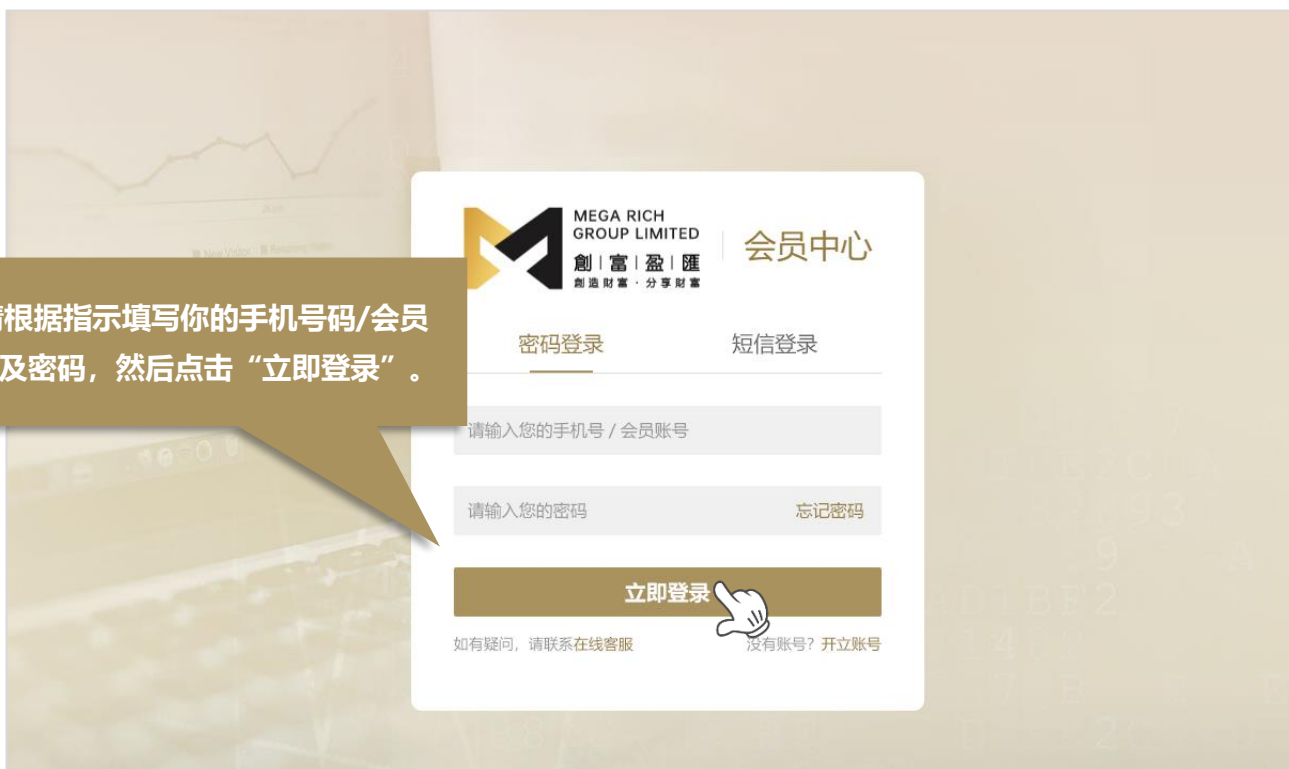 MEGA RICH
GROUP LIMITED
創|富|盈|匯
創造財富·分享財富
会员中心
根据指示填写你的手机号码/会员
及密码，然后点击“立即登录”。
密码登录
短信登录
请输入您的手机号 / 会员账号
请输入您的密码
忘记密码
立即登录
如有疑问，请联系在线客服
没有账号？开立账号